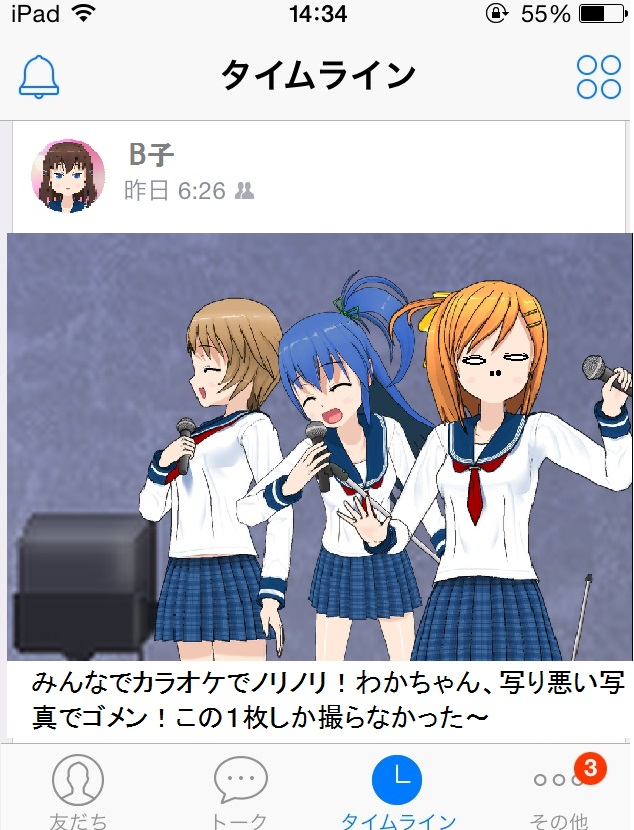 iPad 14:34 55%
タイムライン
B子
昨日 6:26
みんなでカラオケでノリノリ！わかちゃん、写り悪い写
真でゴメン！この１枚しか撮らなかった～
3
友だち トーク タイムライン その他